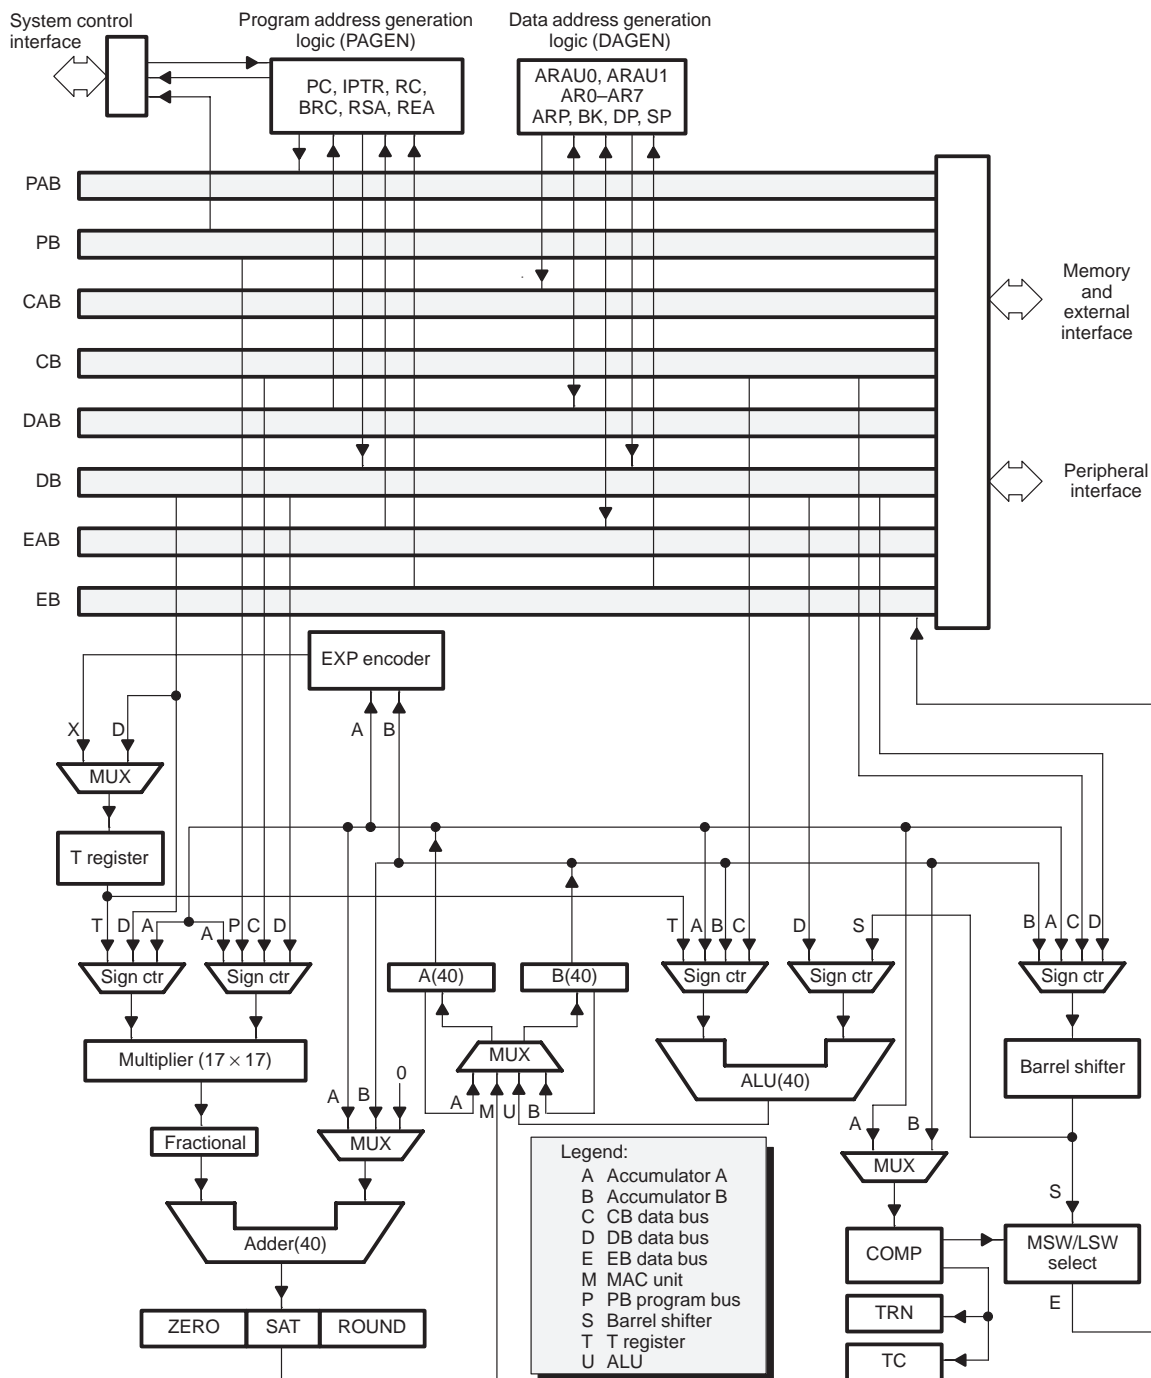 System control
interface
Program address generation
logic (PAGEN)
Data address generation
logic (DAGEN)
PC, IPTR, RC,
BRC, RSA, REA
ARAU0, ARAU1
AR0–AR7
ARP, BK, DP, SP
PAB
PB
CAB
CB
DAB
DB
EAB
EB
Memory
and
external
interface
Peripheral
interface
EXP encoder
X D
A B
MUX
T register
T D A
A P C D
T A B C
D S
B A C D
Sign ctr
Sign ctr
A(40)
B(40)
Sign ctr
Sign ctr
Sign ctr
Multiplier (17 × 17)
MUX
ALU(40)
Barrel shifter
A B 0
A M U B
A B
Fractional
MUX
MUX
Adder(40)
S
COMP
MSW/LSW
select
E
ZERO SAT ROUND
TRN
TC
Legend:
A Accumulator A
B Accumulator B
C CB data bus
D DB data bus
E EB data bus
M MAC unit
P PB program bus
S Barrel shifter
T T register
U ALU